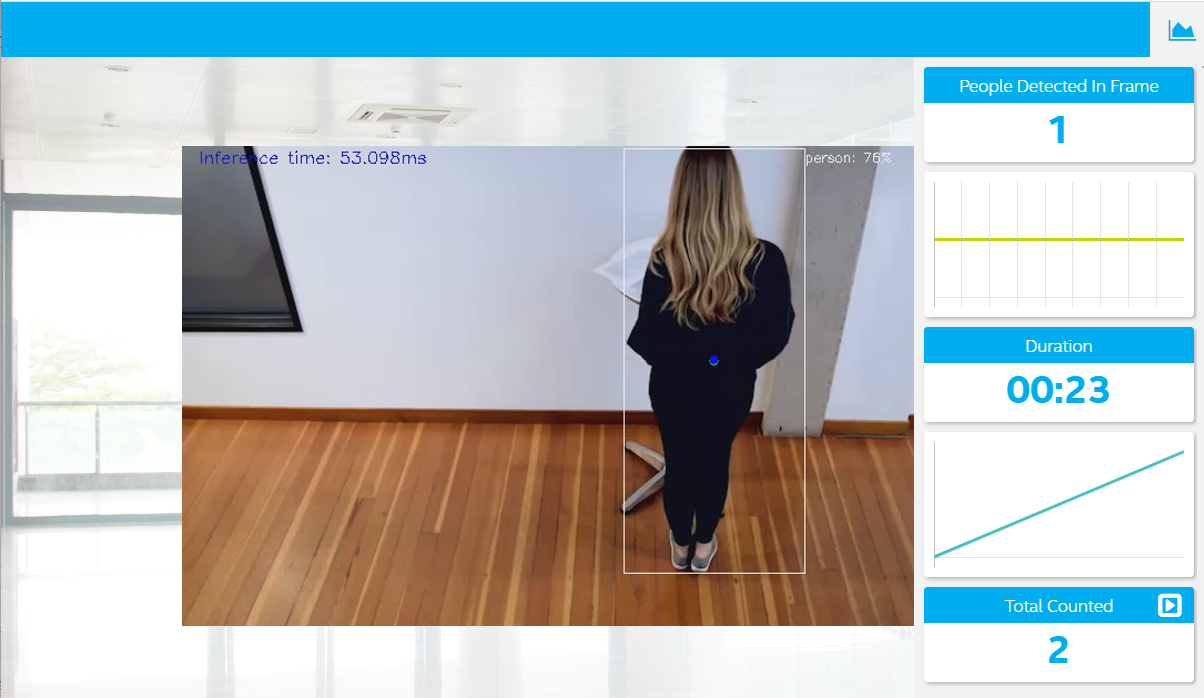 People Detected In Frame
1
Inference time: 53.098ms
person: 76%
Duration
00:23
Total Counted
2